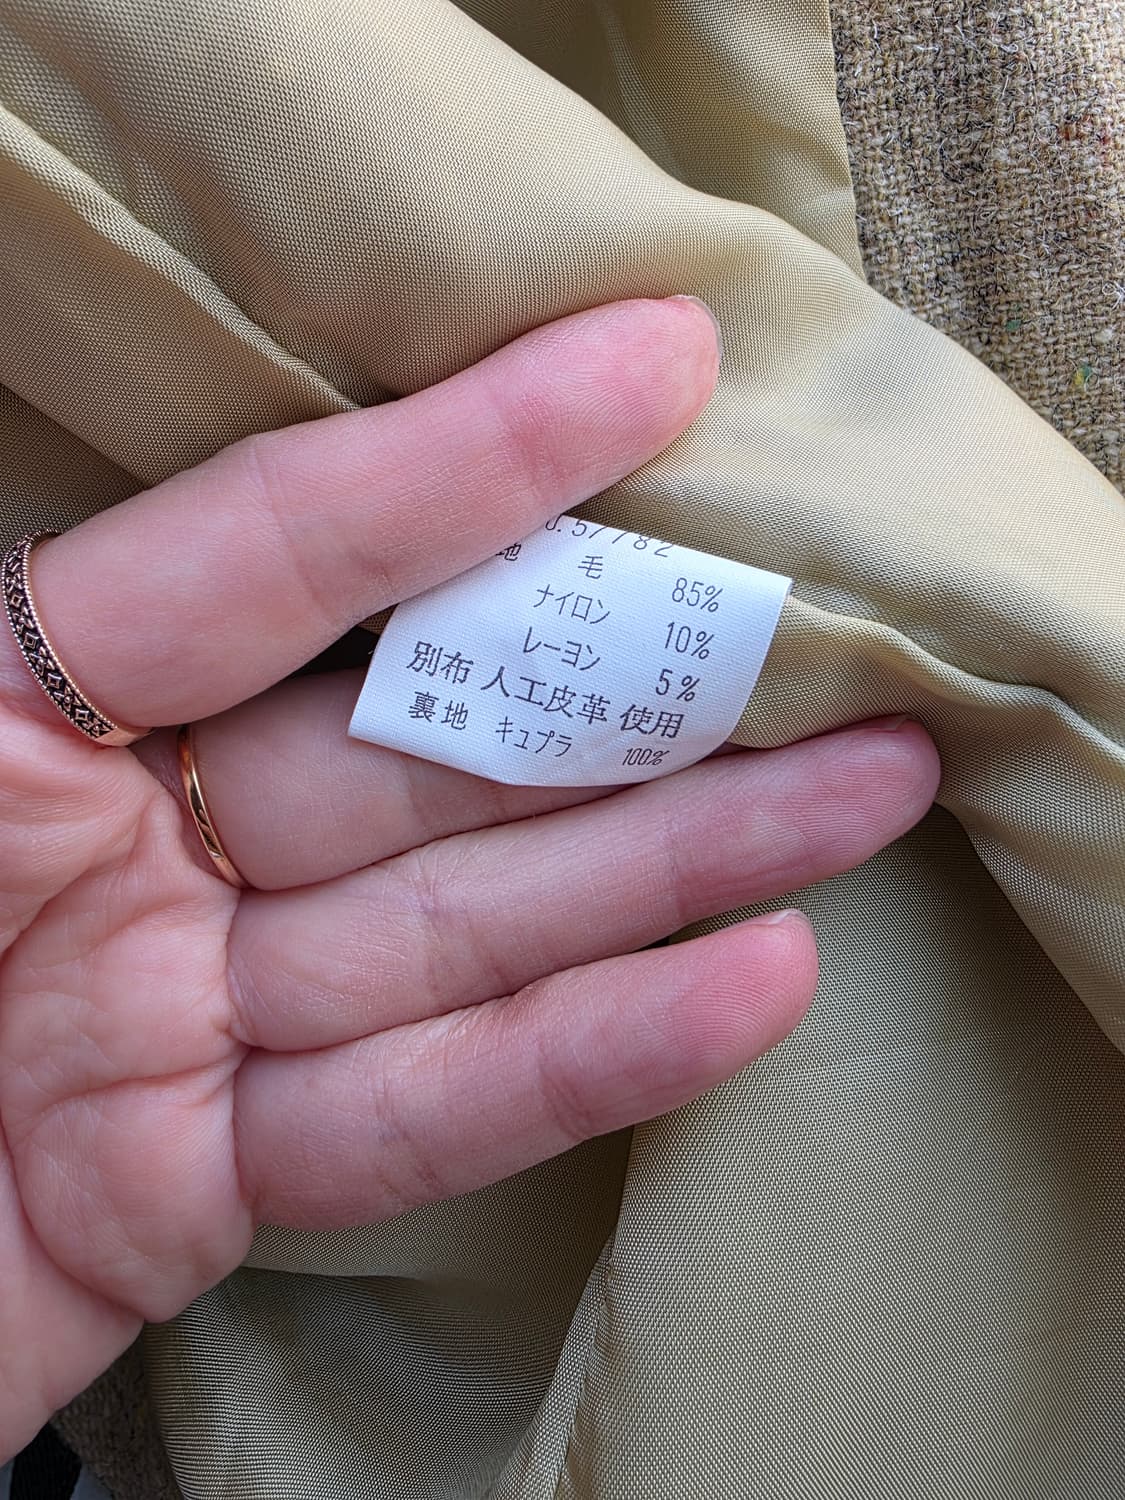 地 毛 85%
ナイロン 10%
レーヨン 5%
別布 人工皮革 使用
裏地 キュプラ 100%